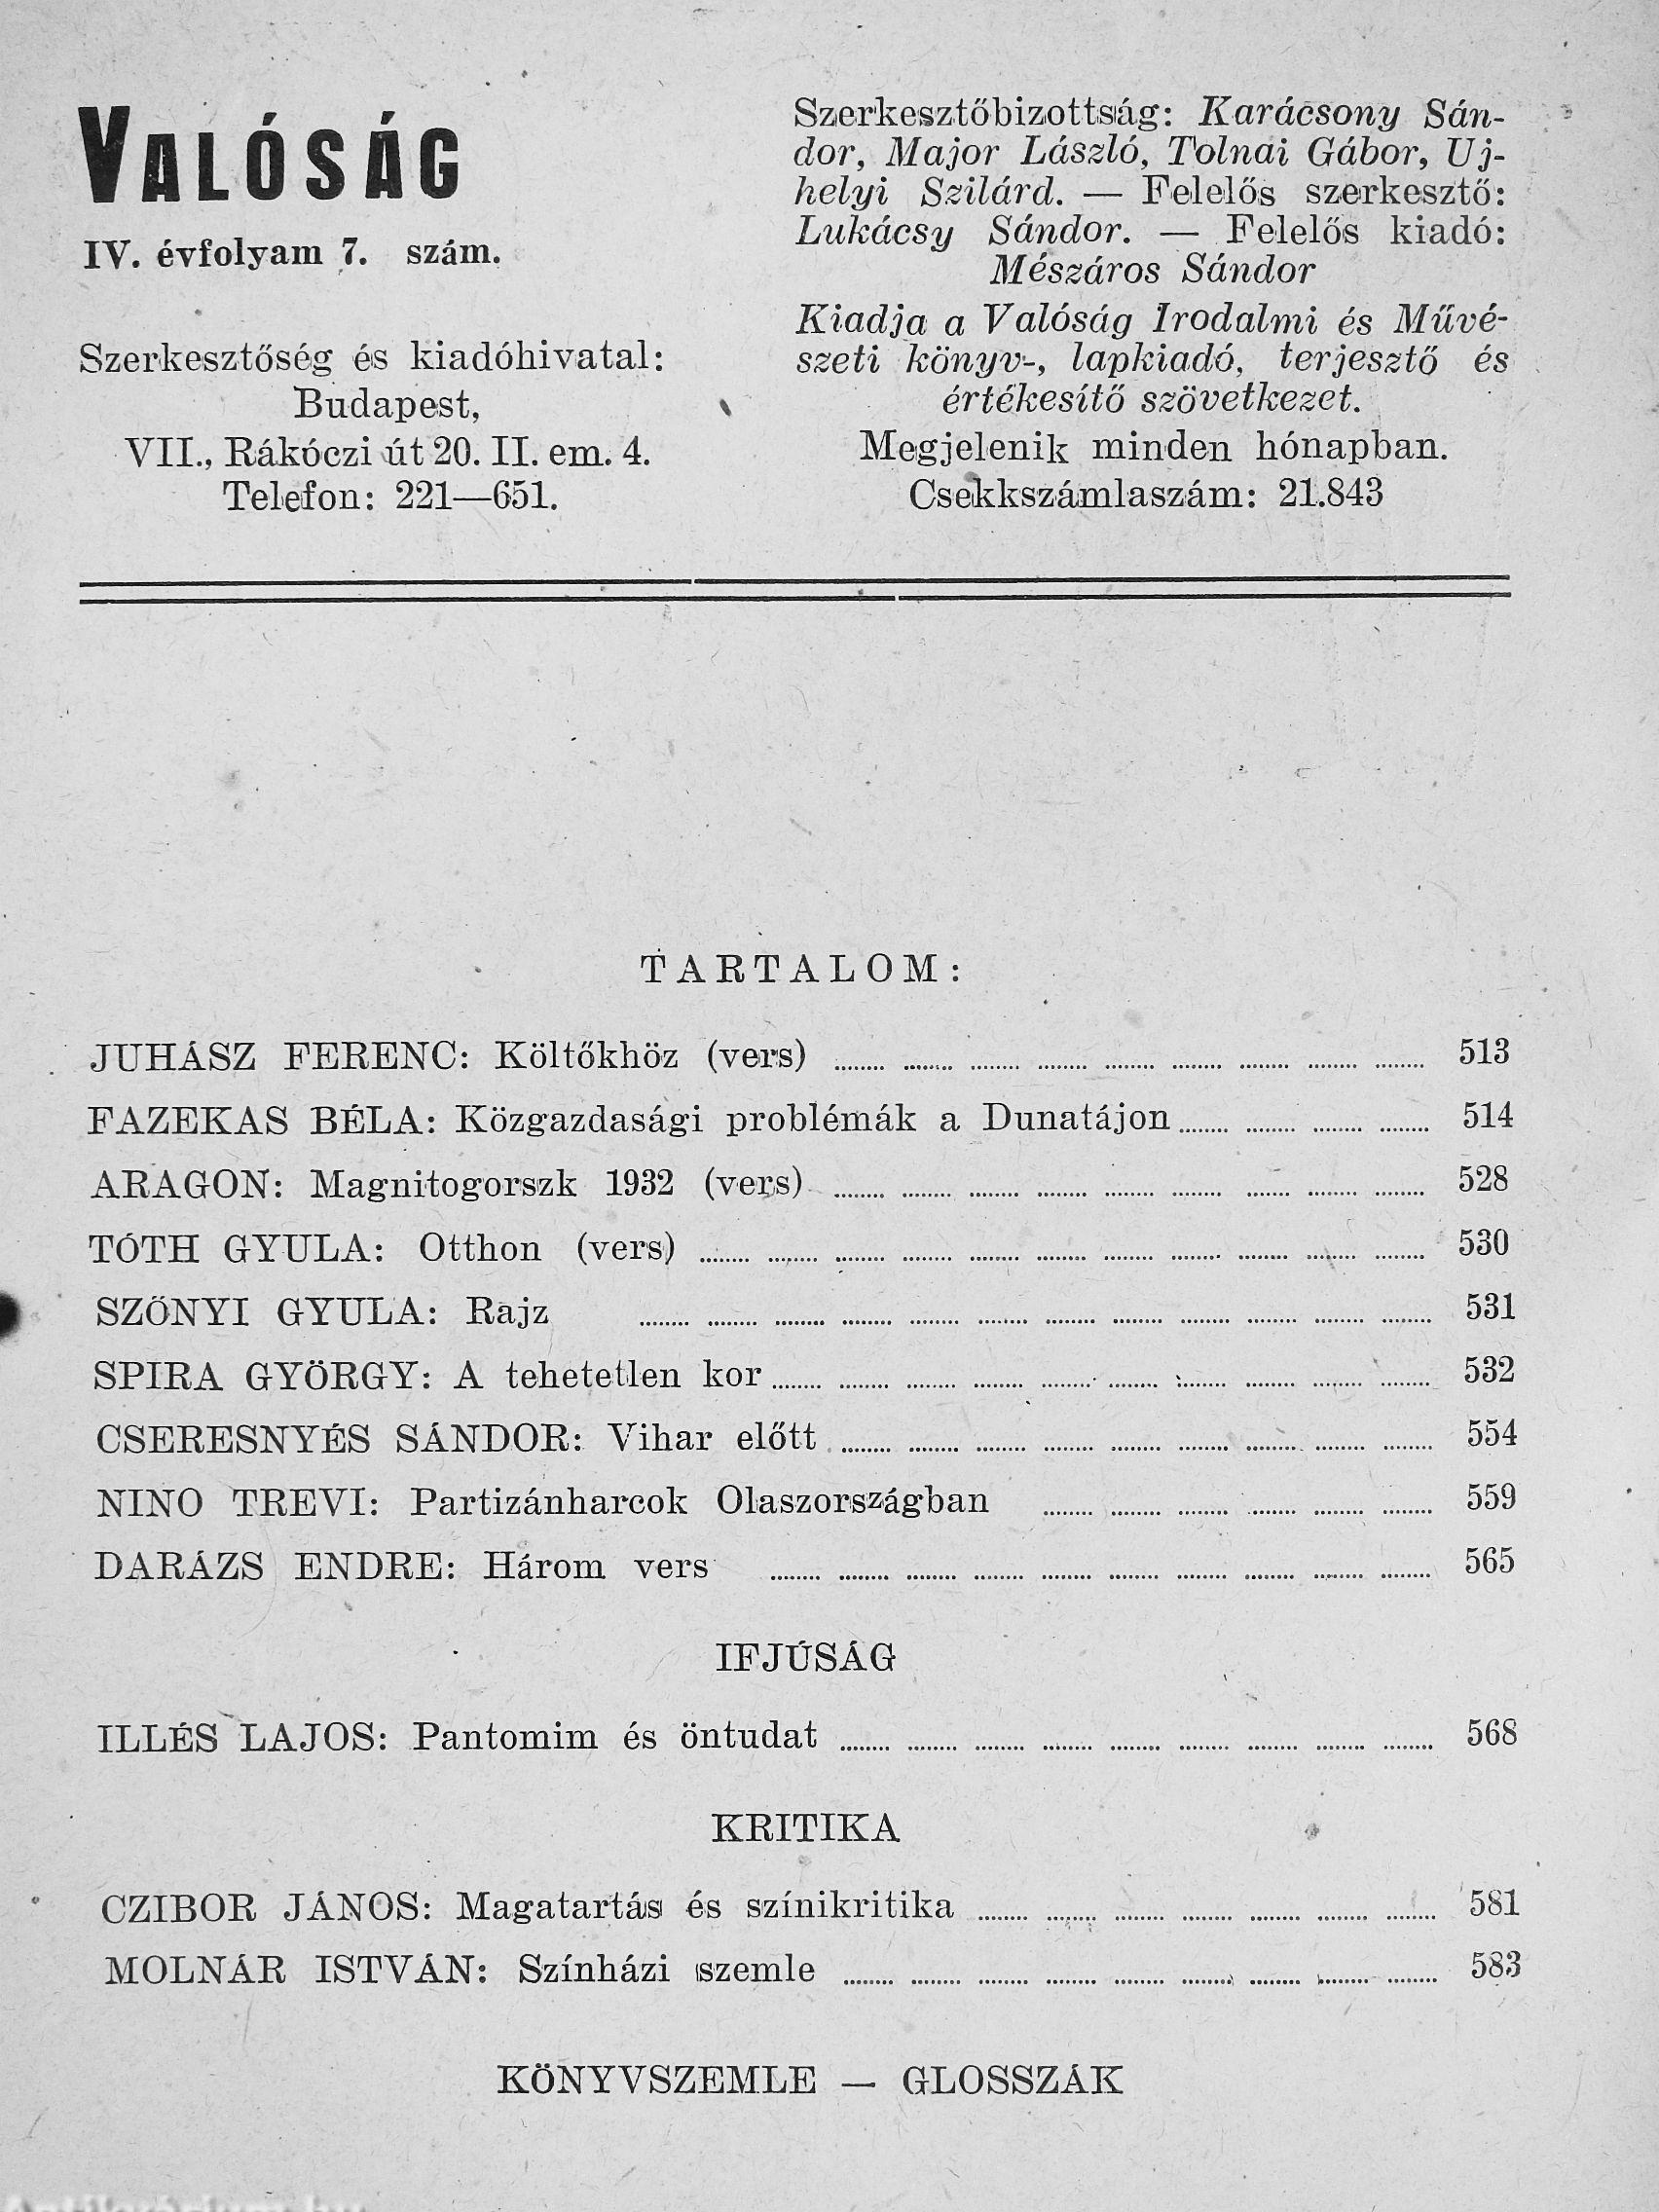 VALÓSÁG
IV. évfolyam 7. szám.
Szerkesztőség és kiadóhivatal:
Budapest,
VII., Rákóczi út 20. II. em. 4.
Telefon: 221—651.
Szerkesztőbizottság: Karácsony Sán-
dor, Major László, Tolnai Gábor, Uj-
helyi Szilárd. — Felelős szerkesztő:
Lukácsy Sándor. — Felelős kiadó:
Mészáros Sándor
Kiadja a Valóság Irodalmi és Művé-
szeti könyv-, lapkiadó, terjesztő és
értékesítő szövetkezet.
Megjelenik minden hónapban.
Csekkszámlaszám: 21.843
TARTALOM:
JUHÁSZ FERENC: Költőkhöz (vers) 513
FAZEKAS BÉLA: Közgazdasági problémák a Dunatájon 514
ARAGON: Magnitogorszk 1932 (vers) 528
TÓTH GYULA: Otthon (vers) 530
SZŐNYI GYULA: Rajz 531
SPIRA GYÖRGY: A tehetetlen kor 532
CSERESNYÉS SÁNDOR: Vihar előtt 554
NINO TREVI: Partizánharcok Olaszországban 559
DARÁZS ENDRE: Három vers 565
IFJÚSÁG
ILLÉS LAJOS: Pantomim és öntudat 568
KRITIKA
CZIBOR JÁNOS: Magatartás és színikritika 581
MOLNÁR ISTVÁN: Színházi szemle 583
KÖNYVSZEMLE — GLOSSZÁK